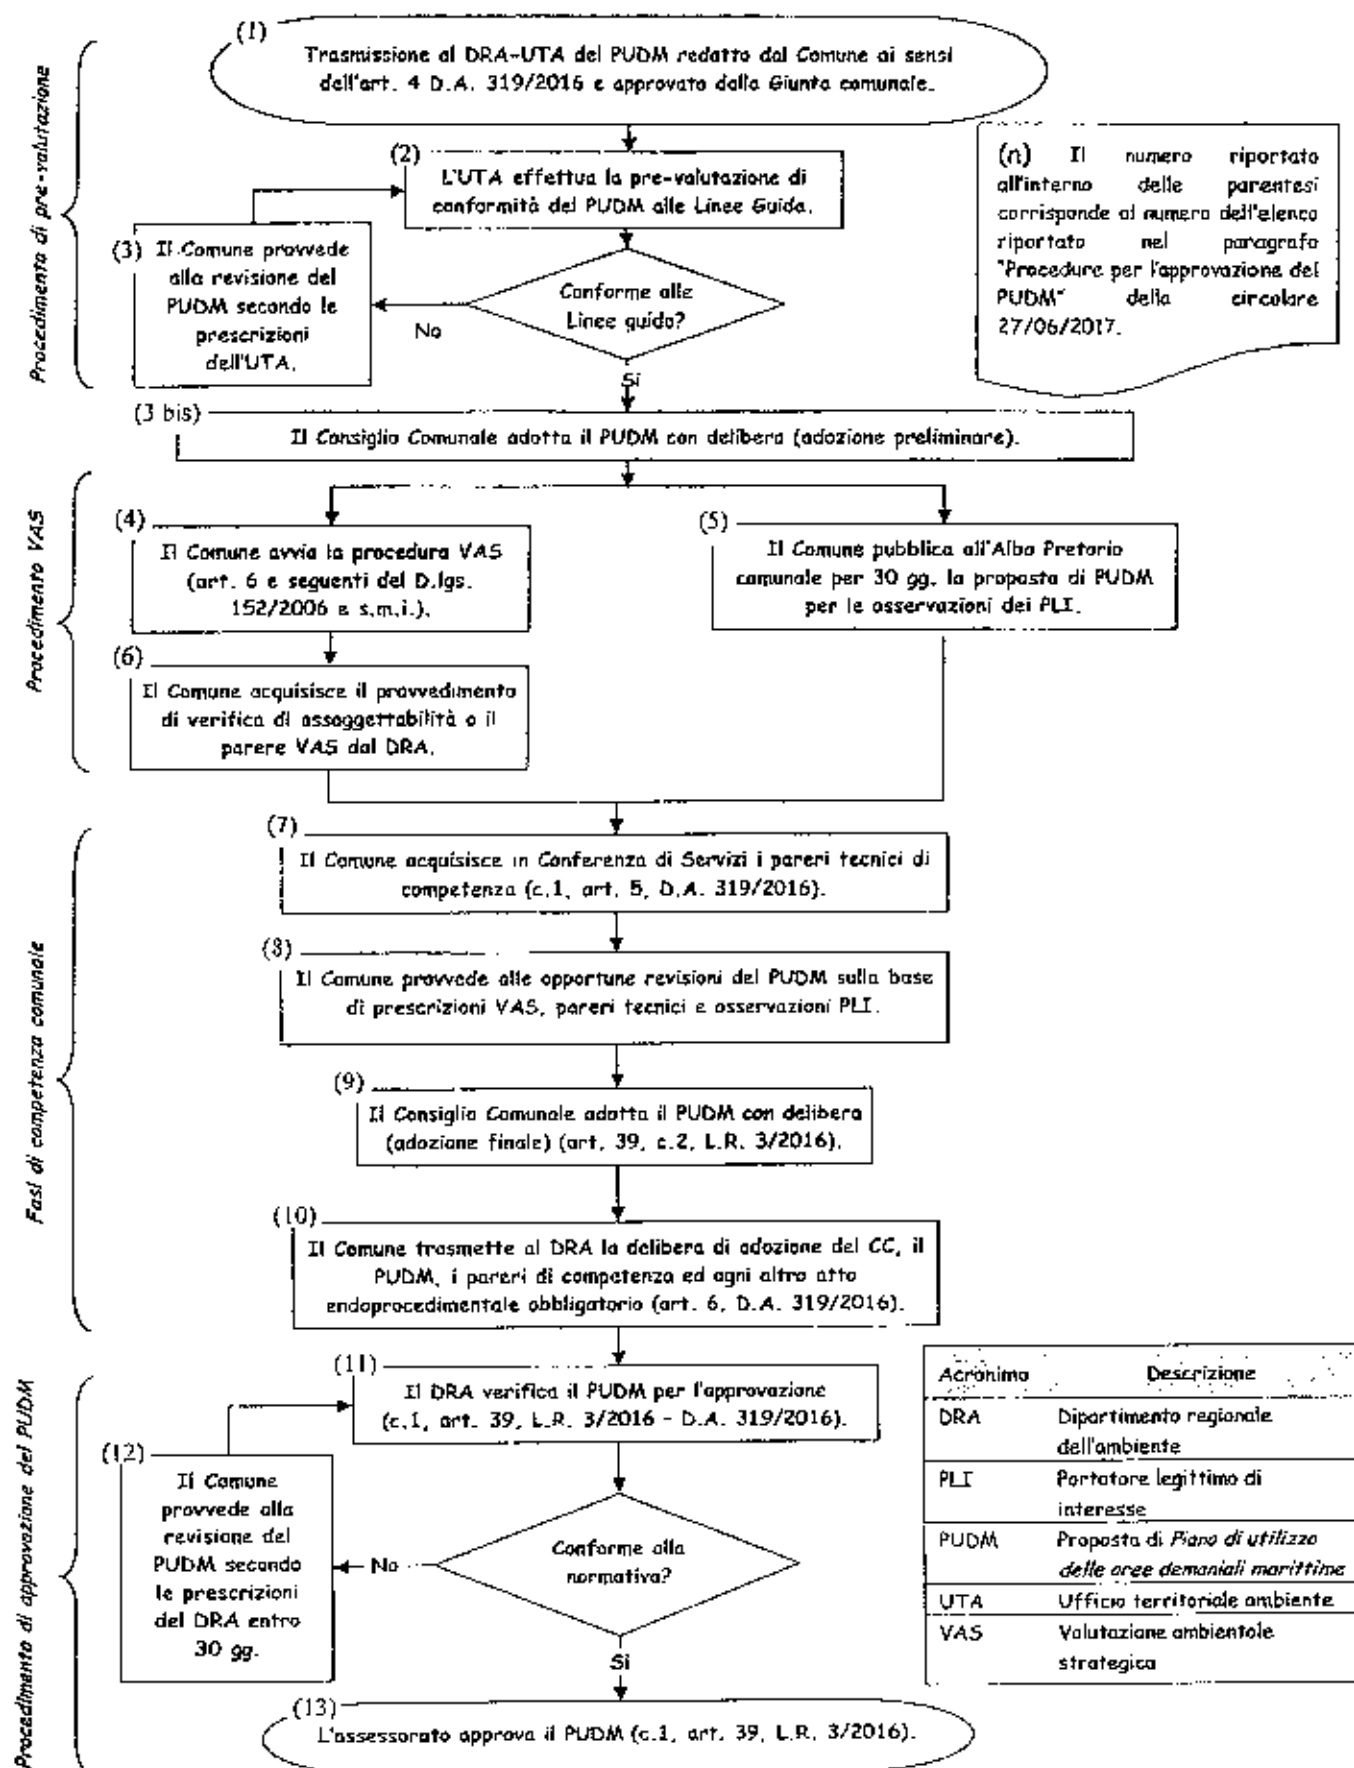 Procedimento di pre-valutazione
(1)
Trasmissione al DRA-UTA del PUDM redatto dal Comune ai sensi
dell'art. 4 D.A. 319/2016 e approvato dalla Giunta comunale.
(2)
L'UTA effettua la pre-valutazione di
conformità del PUDM alle Linee Guida.
(n) Il numero riportato
all'interno delle parentesi
corrisponde al numero dell'elenco
riportato nel paragrafo
"Procedure per l'approvazione del
PUDM" della circolare
27/06/2017.
(3) Il Comune provvede
alla revisione del
PUDM secondo le
prescrizioni
dell'UTA.
Conforme alle
Linee guida?
No
Si
(3 bis)
Il Consiglio Comunale adotta il PUDM con delibera (adozione preliminare).
Procedimento VAS
(4)
Il Comune avvia la procedura VAS
(art. 6 e seguenti del D.lgs.
152/2006 e s.m.i.).
(5)
Il Comune pubblica all'Albo Pretorio
comunale per 30 gg. la proposta di PUDM
per le osservazioni dei PLI.
(6)
Il Comune acquisisce il provvedimento
di verifica di assoggettabilità o il
parere VAS dal DRA.
Fasi di competenza comunale
(7)
Il Comune acquisisce in Conferenza di Servizi i pareri tecnici di
competenza (c.1, art. 5, D.A. 319/2016).
(8)
Il Comune provvede alle opportune revisioni del PUDM sulla base
di prescrizioni VAS, pareri tecnici e osservazioni PLI.
(9)
Il Consiglio Comunale adotta il PUDM con delibera
(adozione finale) (art. 39, c.2, L.R. 3/2016).
(10)
Il Comune trasmette al DRA la delibera di adozione del CC, il
PUDM, i pareri di competenza ed ogni altro atto
endoprocedimentale obbligatorio (art. 6, D.A. 319/2016).
Procedimento di approvazione del PUDM
(11)
Il DRA verifica il PUDM per l'approvazione
(c.1, art. 39, L.R. 3/2016 - D.A. 319/2016).
(12)
Il Comune
provvede alla
revisione del
PUDM secondo
le prescrizioni
del DRA entro
30 gg.
No
Conforme alla
normativa?
Si
(13)
L'assessorato approva il PUDM (c.1, art. 39, L.R. 3/2016).
Acronimo Descrizione
DRA Dipartimento regionale
dell'ambiente
PLI Portatore legittimo di
interesse
PUDM Proposta di Piano di utilizzo
delle aree demaniali marittime
UTA Ufficio territoriale ambiente
VAS Valutazione ambientale
strategica